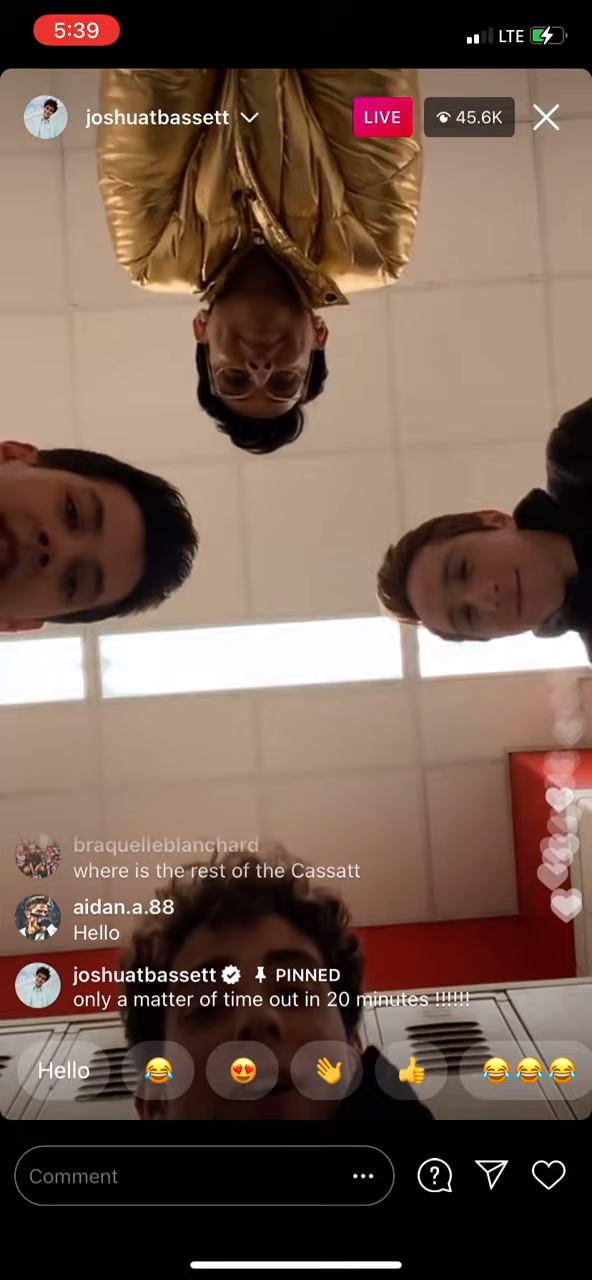 5:39
LTE
joshuatbassett
LIVE
45.6K
braquelleblanchard
where is the rest of the Cassatt
aidan.a.88
Hello
joshuatbassett PINNED
only a matter of time out in 20 minutes !!!!!!
Hello 😂 😍 👋 👍 😂😂😂
Comment